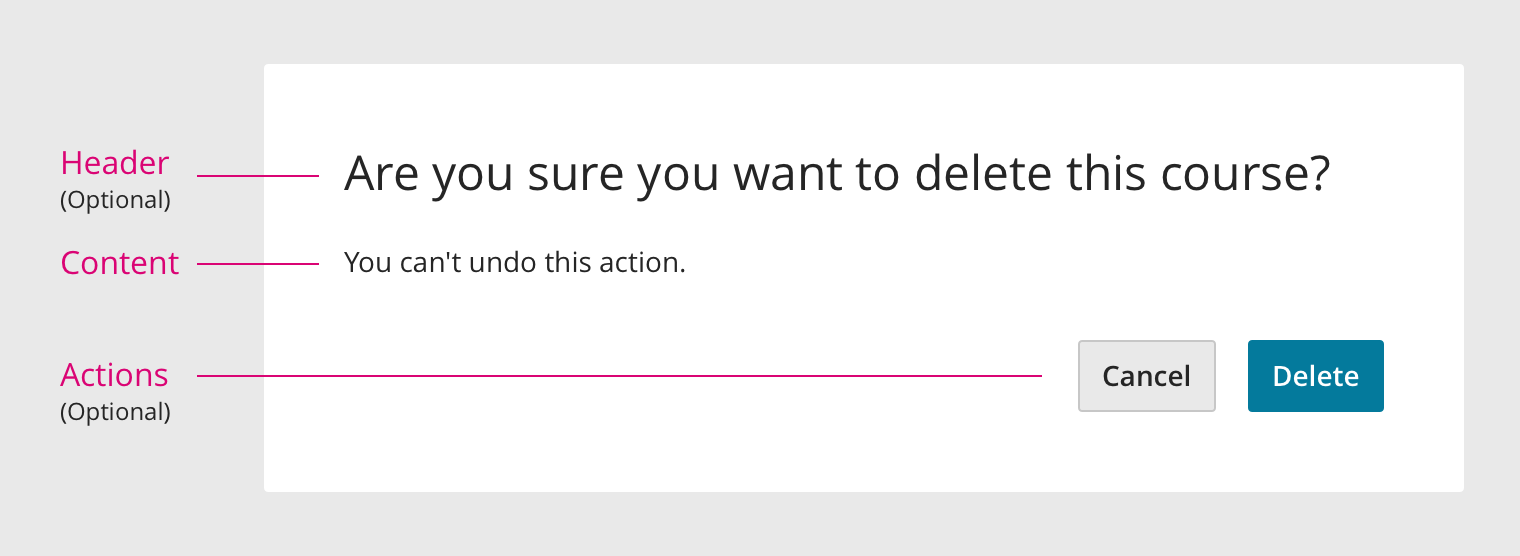 Header
(Optional)
Are you sure you want to delete this course?
Content
You can't undo this action.
Actions
(Optional)
Cancel
Delete